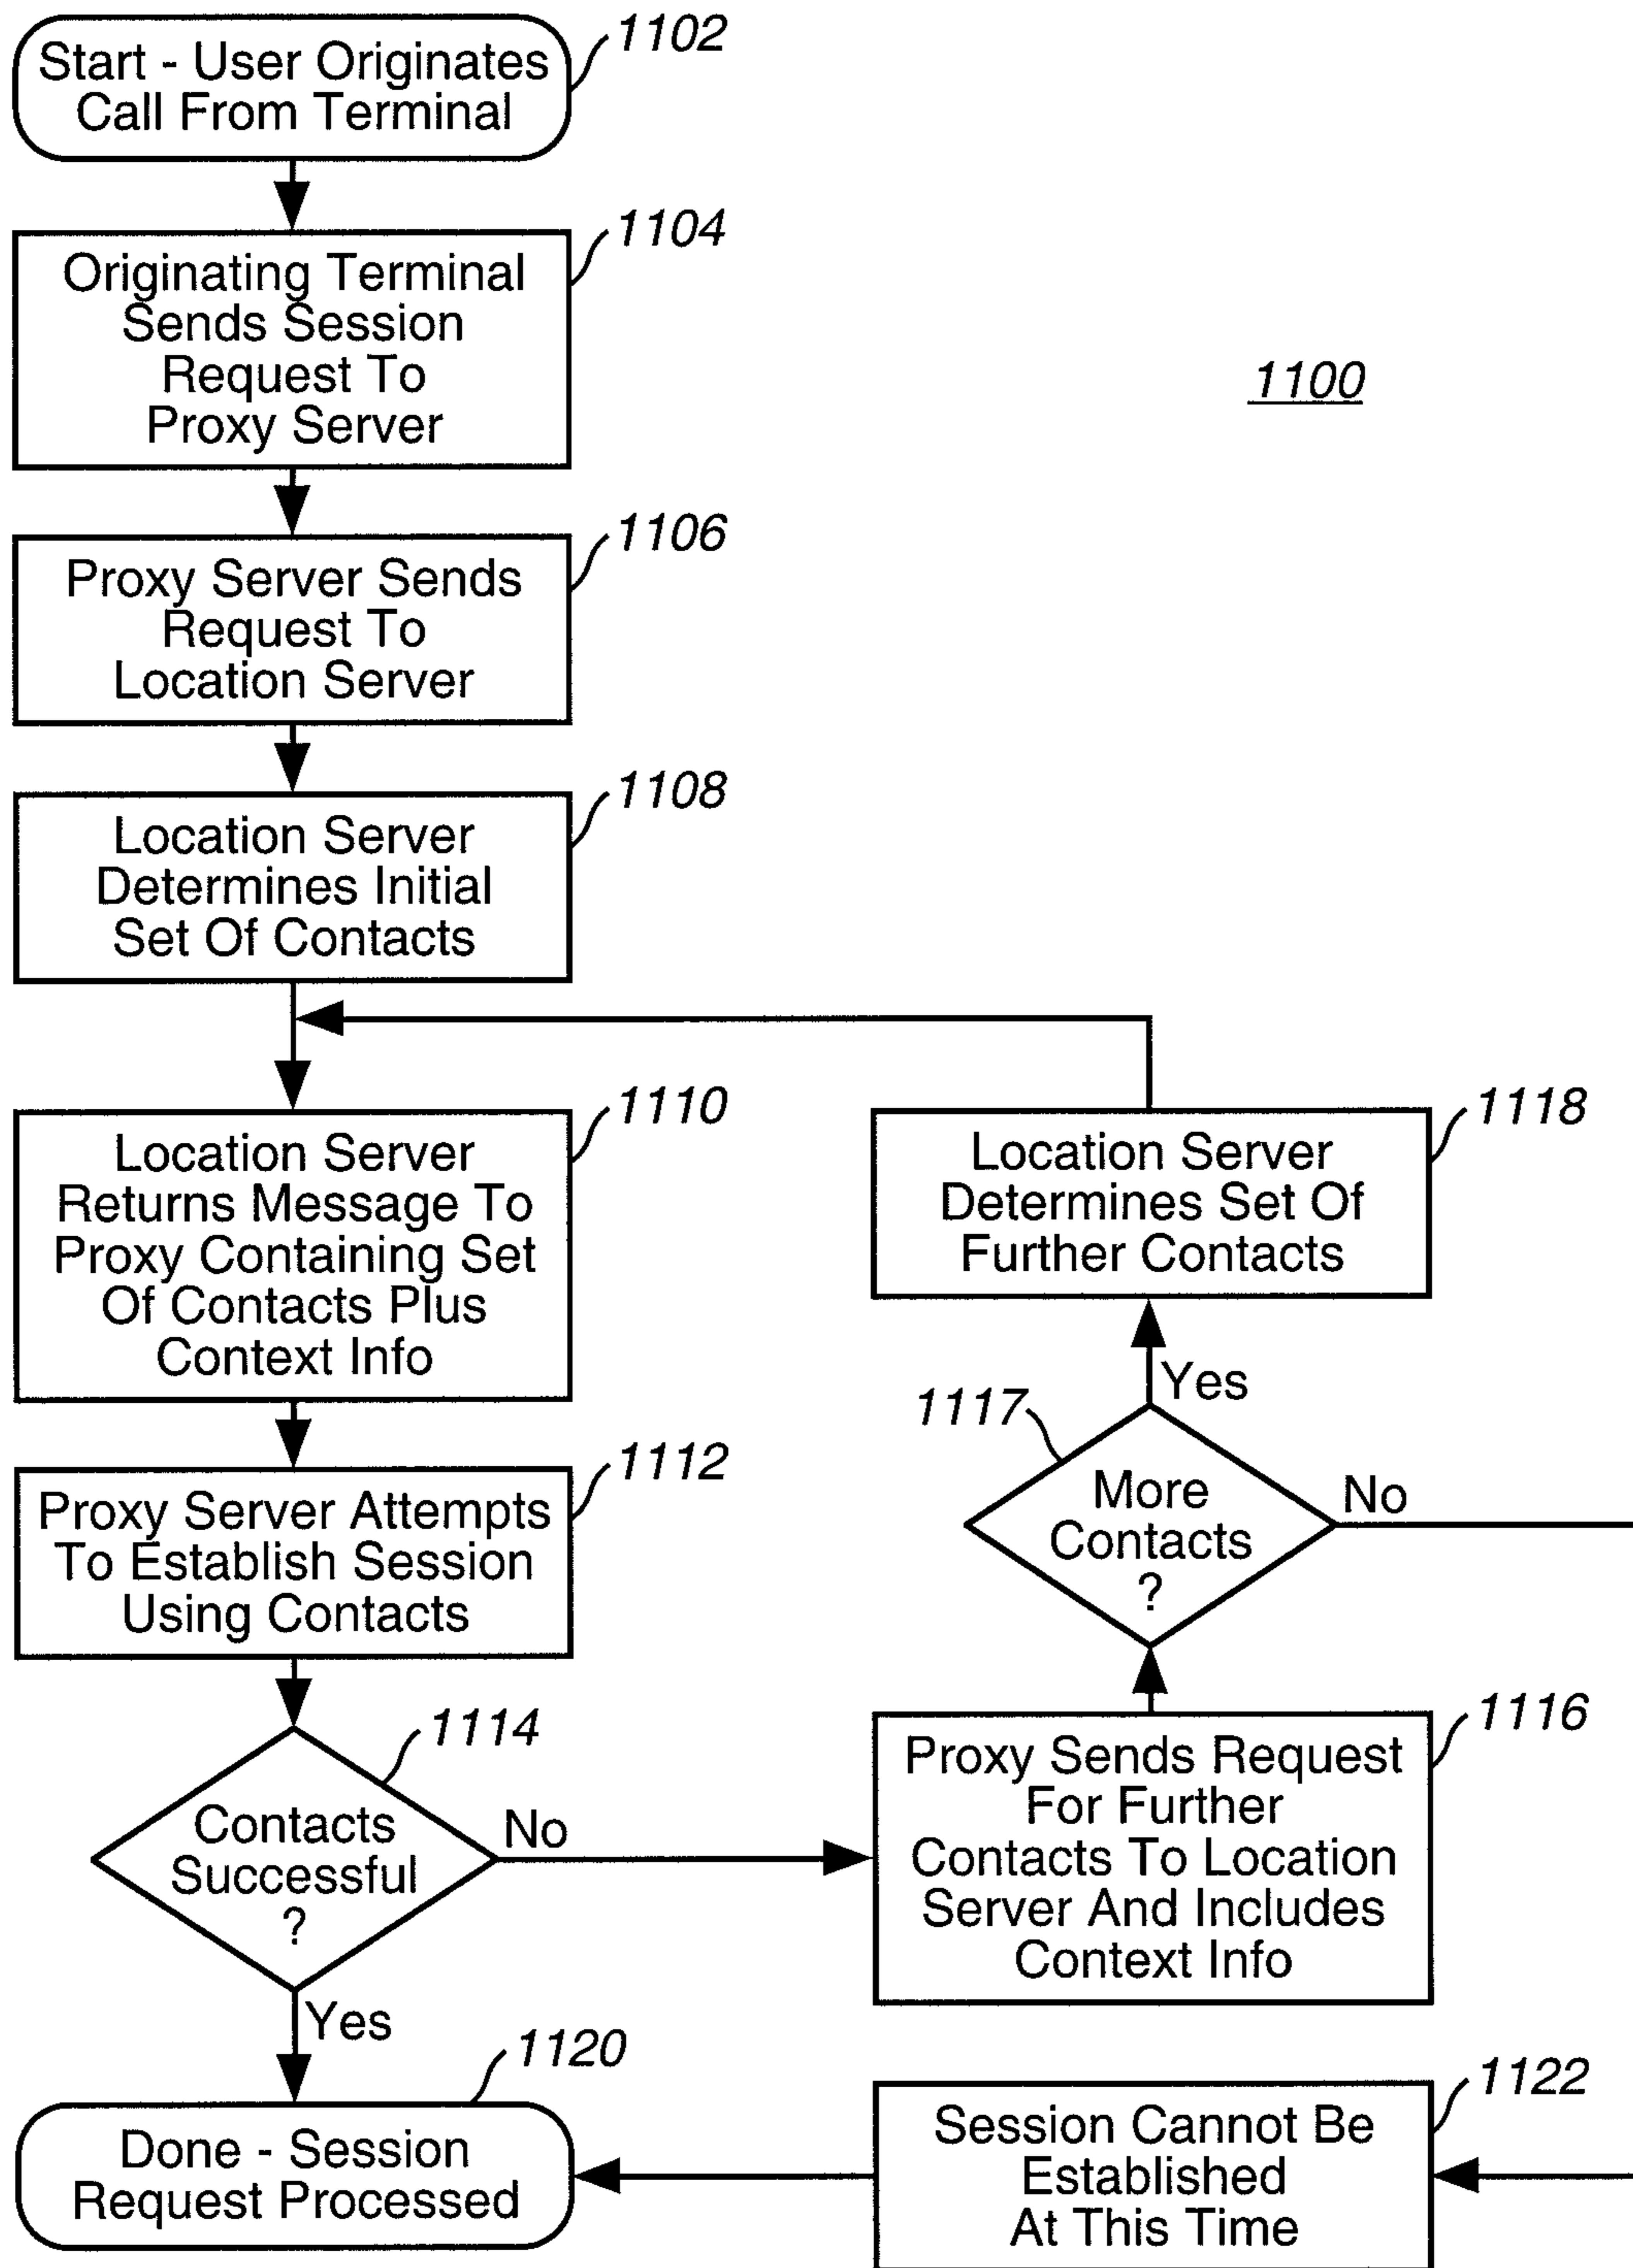 Start - User Originates
Call From Terminal
1102
Originating Terminal
Sends Session
Request To
Proxy Server
1104
1100
Proxy Server Sends
Request To
Location Server
1106
Location Server
Determines Initial
Set Of Contacts
1108
Location Server
Returns Message To
Proxy Containing Set
Of Contacts Plus
Context Info
1110
Proxy Server Attempts
To Establish Session
Using Contacts
1112
Contacts
Successful
?
1114
No
Yes
Proxy Sends Request
For Further
Contacts To Location
Server And Includes
Context Info
1116
More
Contacts
?
1117
Yes
No
Location Server
Determines Set Of
Further Contacts
1118
Session Cannot Be
Established
At This Time
1122
Done - Session
Request Processed
1120